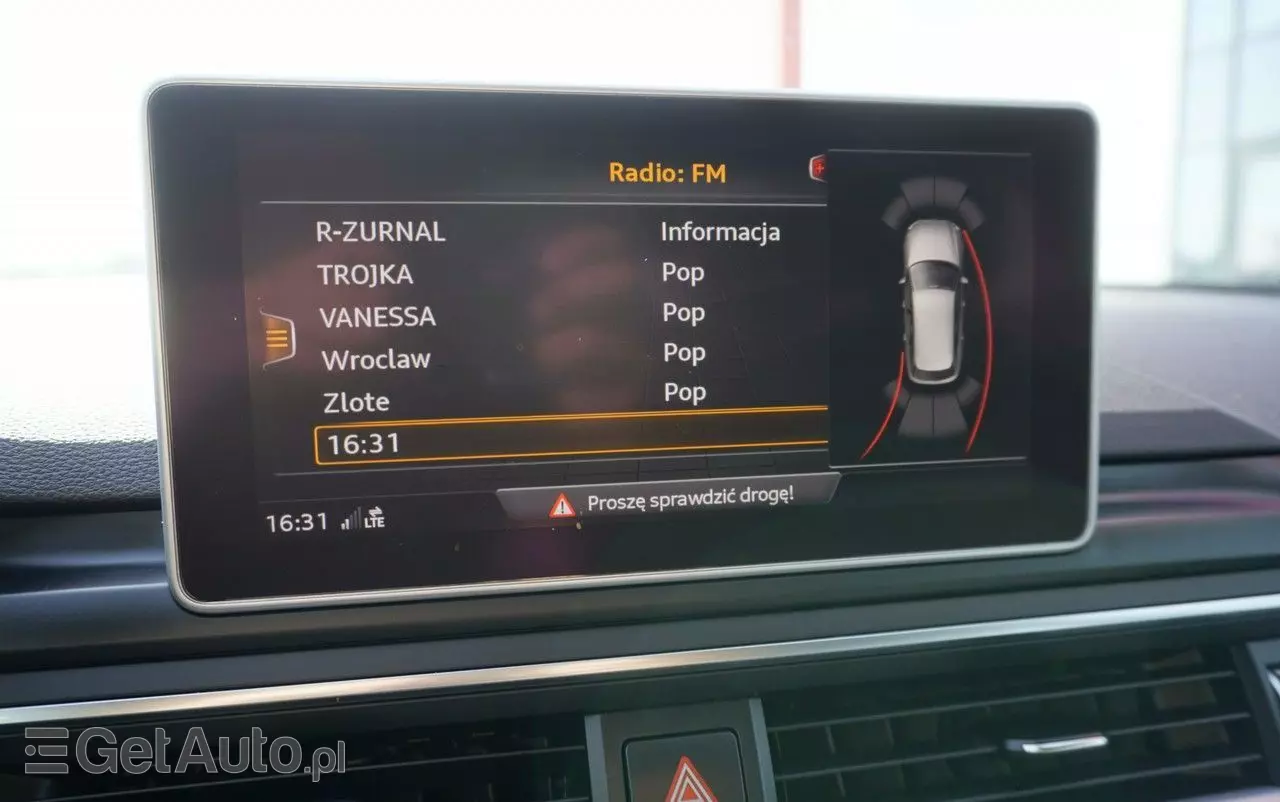 Radio: FM
R-ZURNAL Informacja
TROJKA Pop
VANESSA Pop
Wroclaw Pop
Zlote Pop
16:31
16:31 LTE
Proszę sprawdzić drogę!
GetAuto.pl